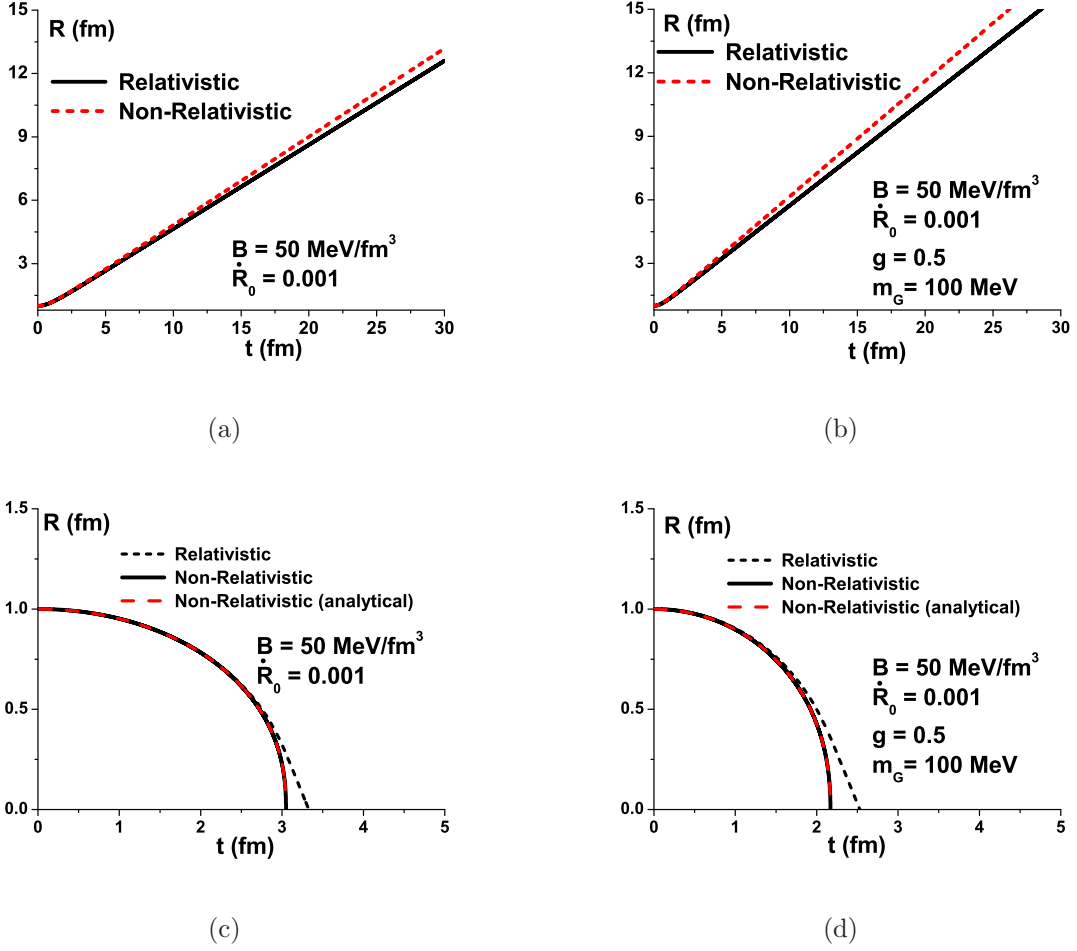 R (fm)
15
12
9
6
3
Relativistic
Non-Relativistic
B = 50 MeV/fm³
Ṙ₀ = 0.001
0 5 10 15 20 25 30
t (fm)
(a)
R (fm)
15
12
9
6
3
Relativistic
Non-Relativistic
B = 50 MeV/fm³
Ṙ₀ = 0.001
g = 0.5
m_G= 100 MeV
0 5 10 15 20 25 30
t (fm)
(b)
R (fm)
1.5
1.0
0.5
0.0
Relativistic
Non-Relativistic
Non-Relativistic (analytical)
B = 50 MeV/fm³
Ṙ₀ = 0.001
0 1 2 3 4 5
t (fm)
(c)
R (fm)
1.5
1.0
0.5
0.0
Relativistic
Non-Relativistic
Non-Relativistic (analytical)
B = 50 MeV/fm³
Ṙ₀ = 0.001
g = 0.5
m_G= 100 MeV
0 1 2 3 4 5
t (fm)
(d)